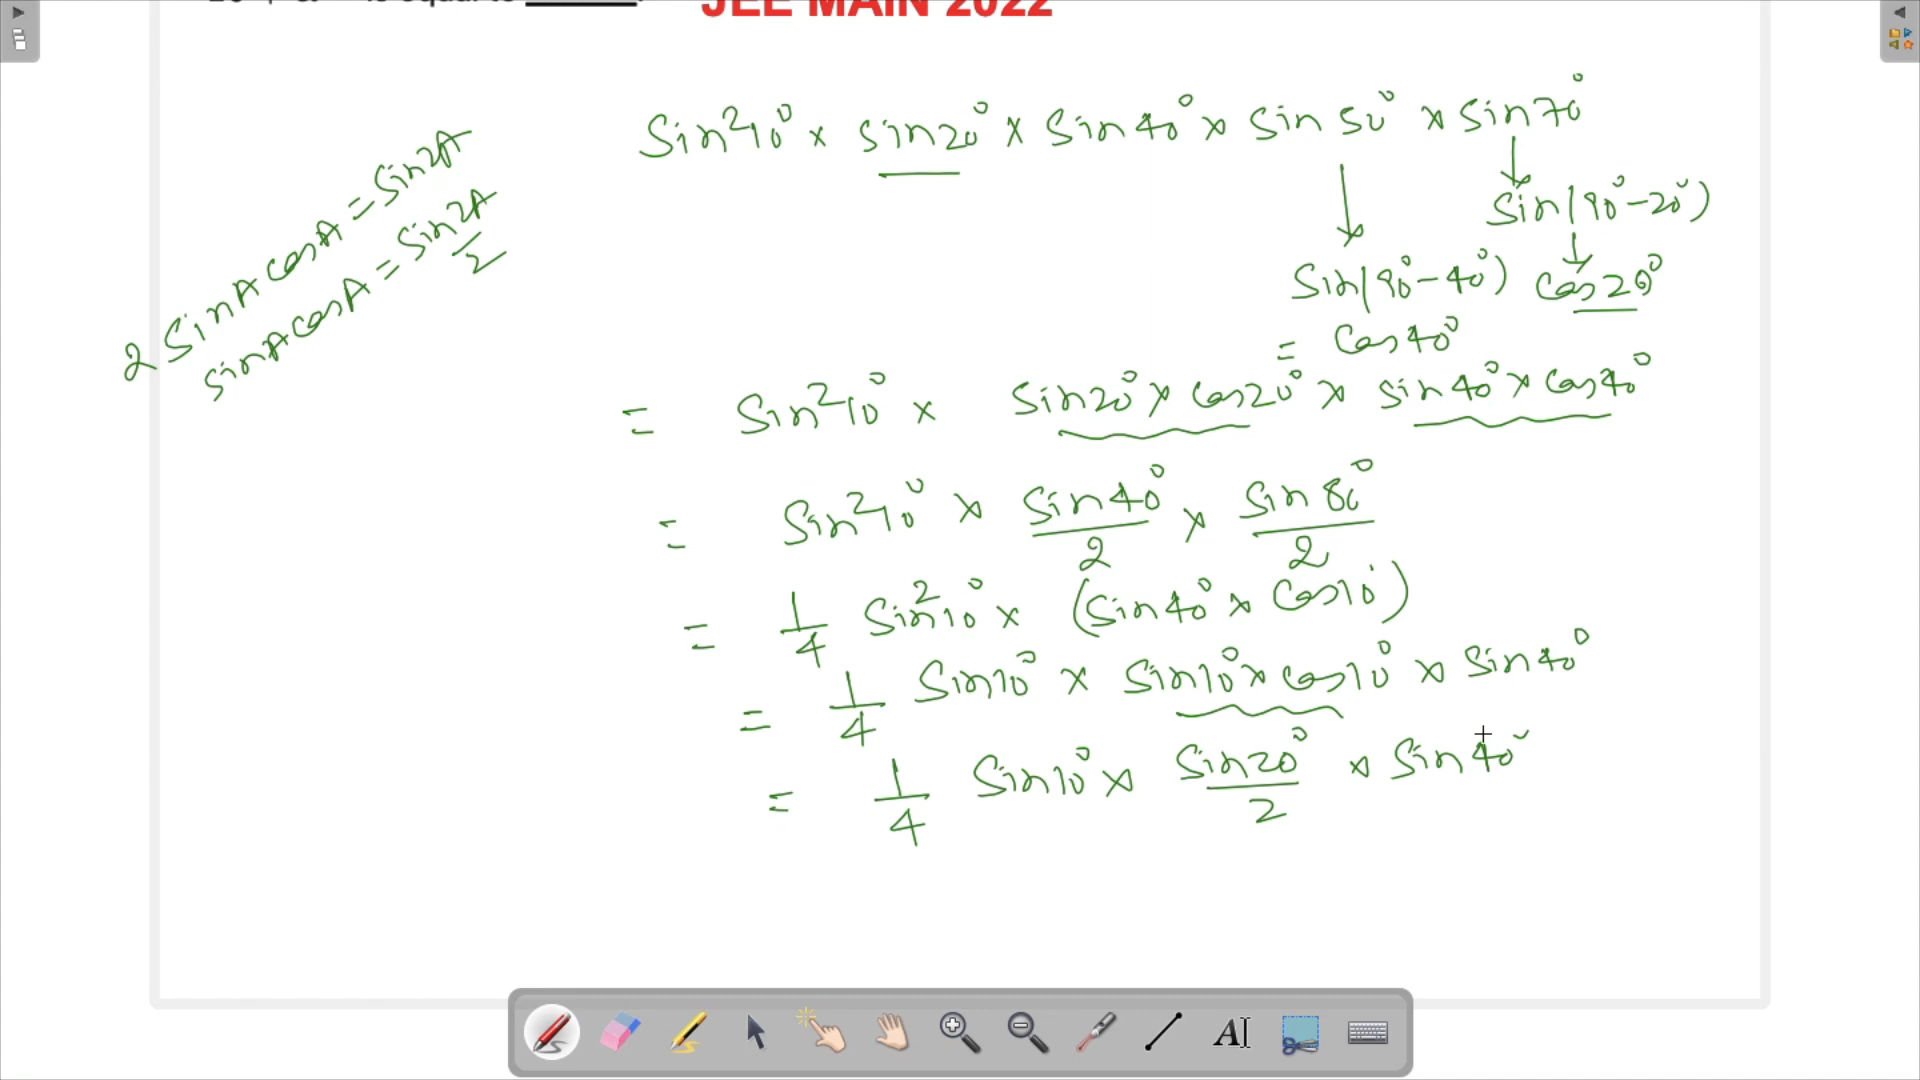 JEE MAIN 2022
sin²10° × sin20° × sin40° × sin50° × sin70°
2 sinA cosA = sin2A
sinA cosA = sin2A/2
sin(90°-20°)
sin(90°-40°) cos20°
= cos40°
= sin²10° × sin20° × cos20° × sin40° × cos40°
= sin²10° × sin40°/2 × sin80°/2
= 1/4 sin²10° × (sin40° × cos10°)
= 1/4 sin10° × sin10° × cos10° × sin40°
= 1/4 sin10° × sin20°/2 × sin40°
AI